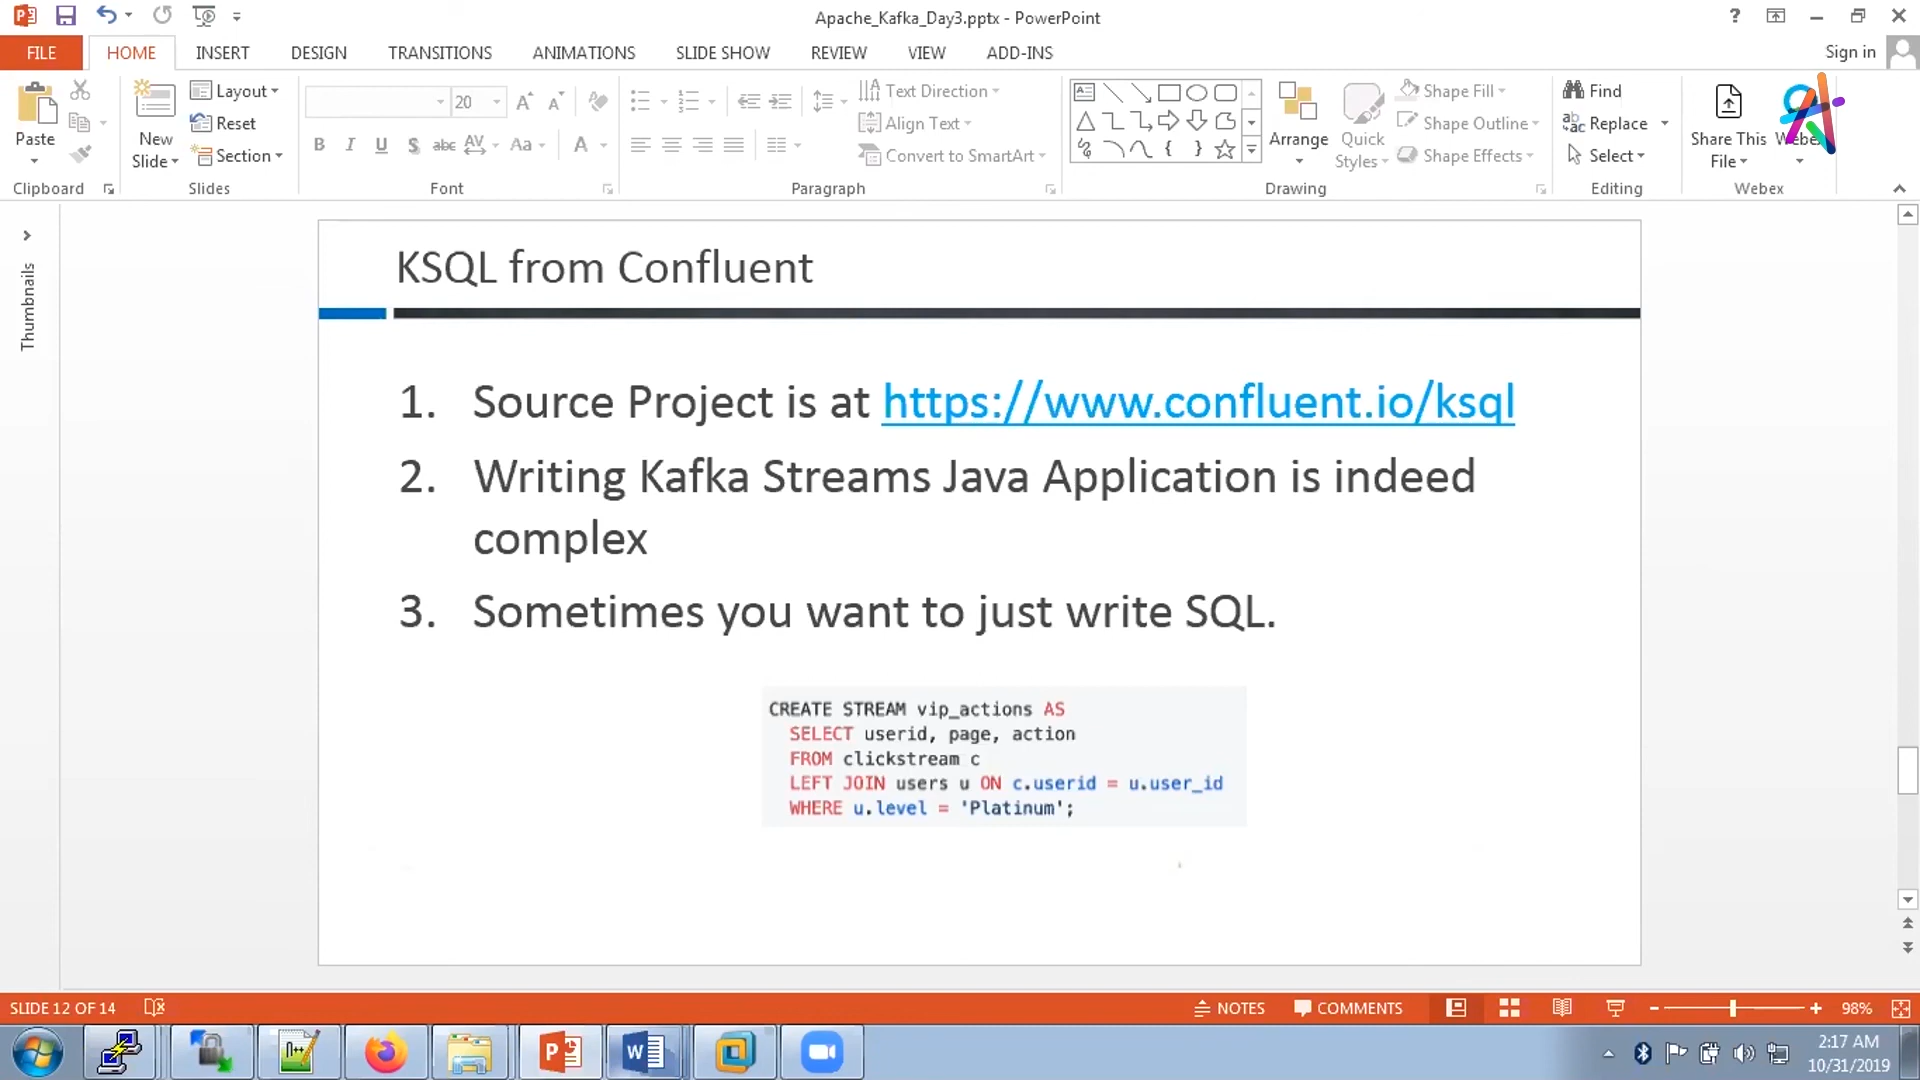 Apache_Kafka_Day3.pptx - PowerPoint
FILE HOME INSERT DESIGN TRANSITIONS ANIMATIONS SLIDE SHOW REVIEW VIEW ADD-INS Sign in
Paste
New Slide
Layout
Reset
Section
20
B I U S abc AV Aa A
Text Direction
Align Text
Convert to SmartArt
Arrange
Quick Styles
Shape Fill
Shape Outline
Shape Effects
Find
Replace
Select
Share This File
Clipboard Slides Font Paragraph Drawing Editing Webex
Thumbnails
KSQL from Confluent
1. Source Project is at https://www.confluent.io/ksql
2. Writing Kafka Streams Java Application is indeed
complex
3. Sometimes you want to just write SQL.
CREATE STREAM vip_actions AS
SELECT userid, page, action
FROM clickstream c
LEFT JOIN users u ON c.userid = u.user_id
WHERE u.level = 'Platinum';
SLIDE 12 OF 14 NOTES COMMENTS 98%
2:17 AM
10/31/2019